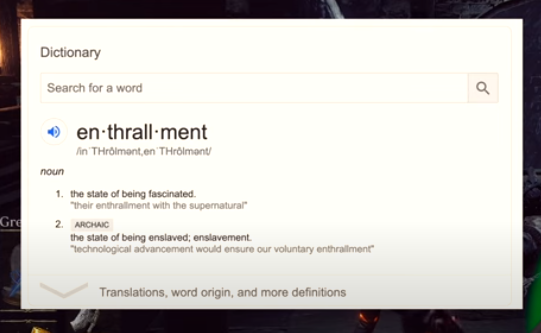 Dictionary
Search for a word
en·thrall·ment
/inˈTHrôlmənt,enˈTHrôlmənt/
noun
1. the state of being fascinated.
"their enthrallment with the supernatural"
2. ARCHAIC
the state of being enslaved; enslavement.
"technological advancement would ensure our voluntary enthrallment"
Gre
Translations, word origin, and more definitions